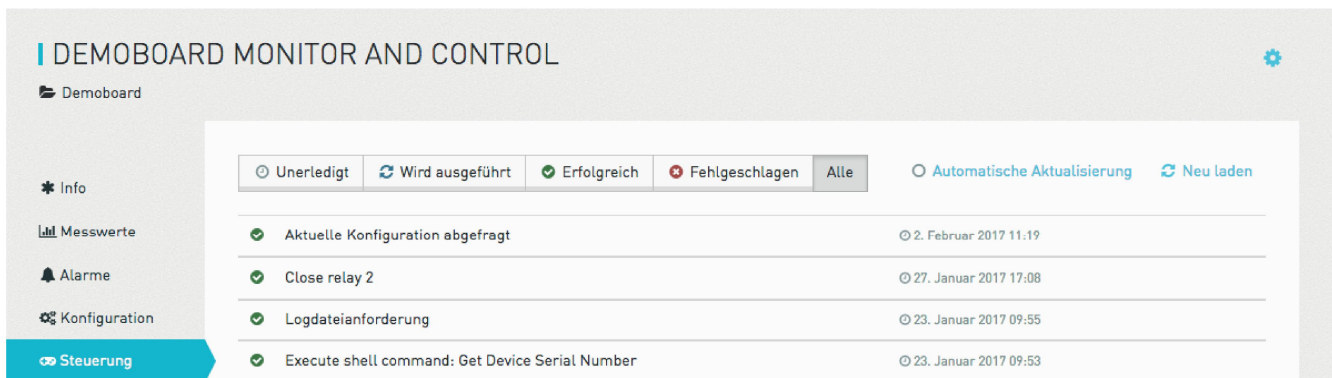 DEMOBOARD MONITOR AND CONTROL
Demoboard
Info
Messwerte
Alarme
Konfiguration
Steuerung
Unerledigt Wird ausgeführt Erfolgreich Fehlgeschlagen Alle Automatische Aktualisierung Neu laden
Aktuelle Konfiguration abgefragt 2. Februar 2017 11:19
Close relay 2 27. Januar 2017 17:08
Logdateianforderung 23. Januar 2017 09:55
Execute shell command: Get Device Serial Number 23. Januar 2017 09:53